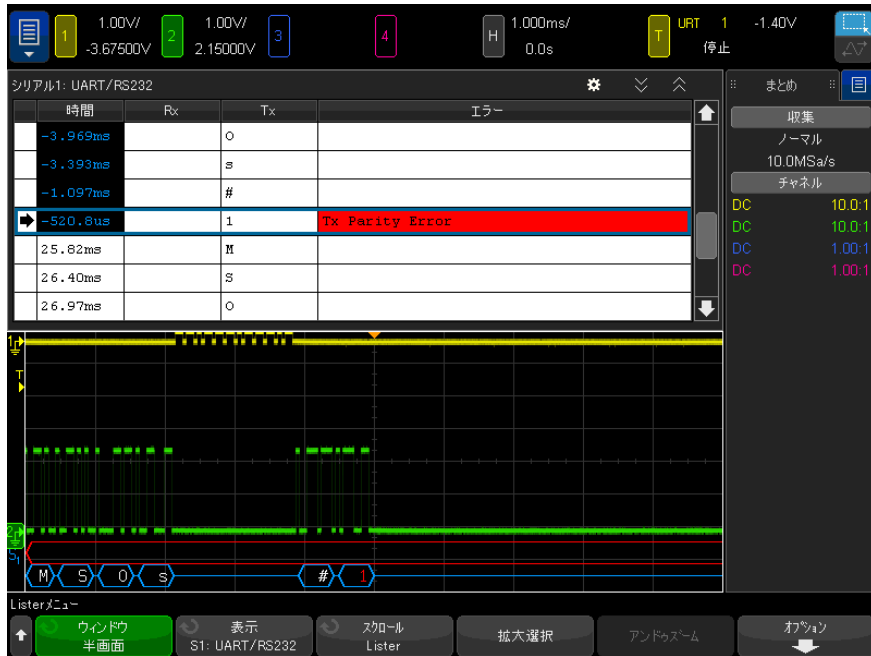 1 1.00V/ 2 1.00V/ 3 4 H 1.000ms/ T URT 1 -1.40V
-3.67500V 2.15000V 0.0s 停止
シリアル1: UART/RS232
時間 Rx Tx エラー
-3.969ms O
-3.393ms s
-1.097ms #
-520.8us 1 Tx Parity Error
25.82ms M
26.40ms S
26.97ms O
まとめ
収集
ノーマル
10.0MSa/s
チャネル
DC 10.0:1
DC 10.0:1
DC 1.00:1
DC 1.00:1
1
T
2
S1
M S O s # 1
Listerメニュー
ウィンドウ
半画面
表示
S1: UART/RS232
スクロール
Lister
拡大選択
アンドゥズーム
オプション